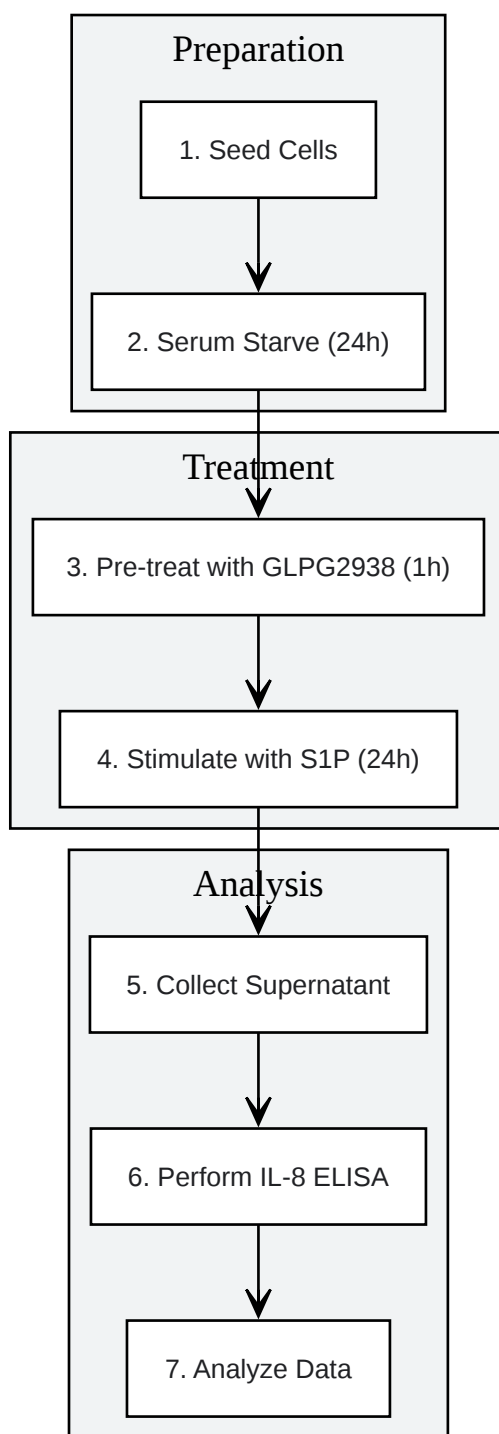 Preparation
1. Seed Cells
2. Serum Starve (24h)
Treatment
3. Pre-treat with GLPG2938 (1h)
4. Stimulate with S1P (24h)
Analysis
5. Collect Supernatant
6. Perform IL-8 ELISA
7. Analyze Data